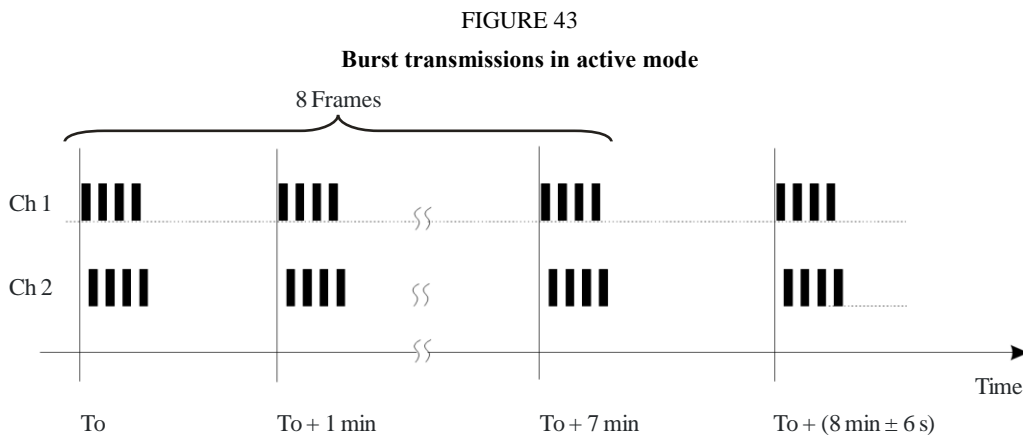 FIGURE 43
Burst transmissions in active mode
8 Frames
Ch 1
Ch 2
Time
To
To + 1 min
To + 7 min
To + (8 min ± 6 s)